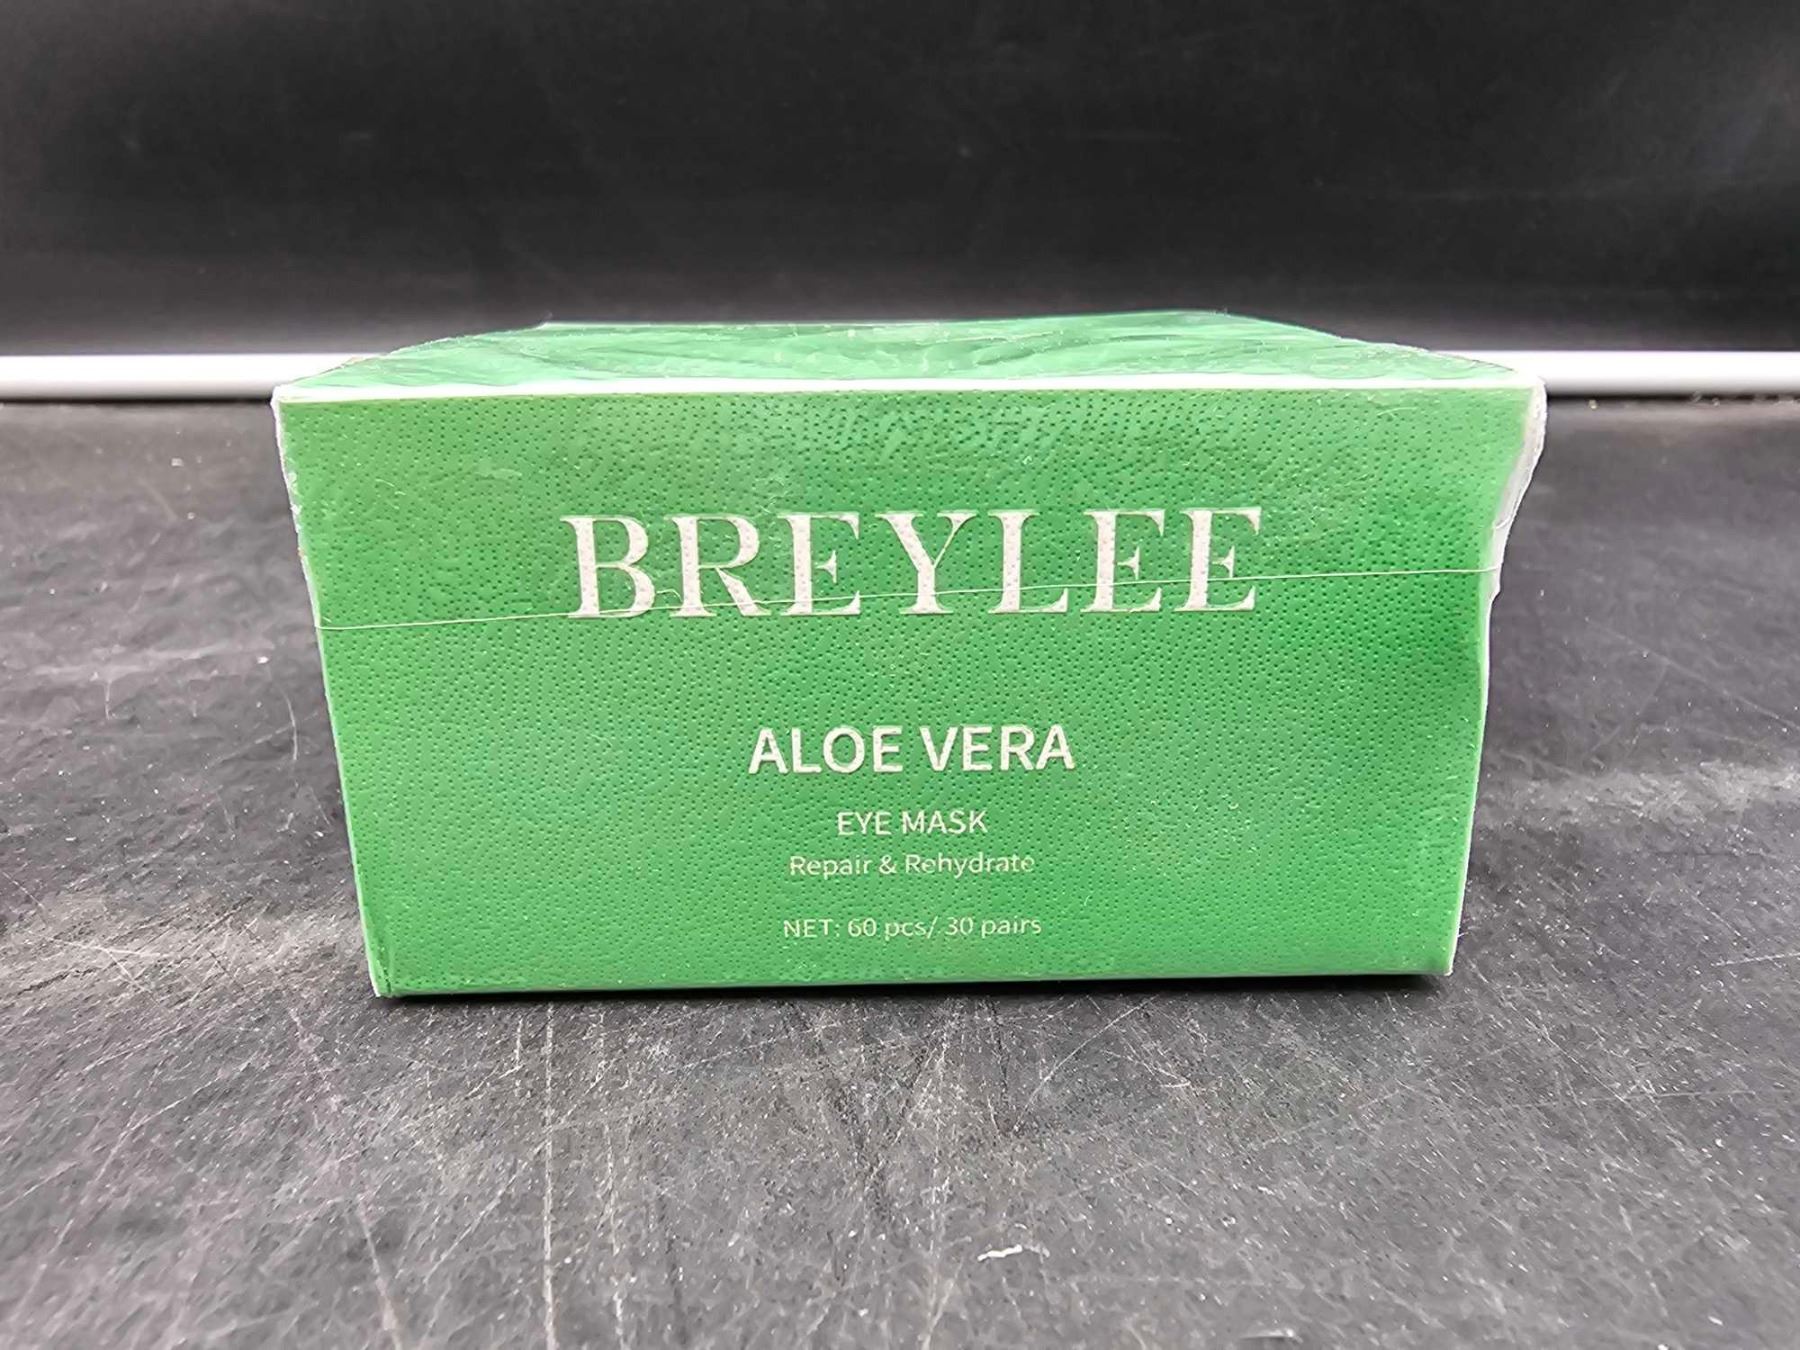 BREYLEE
ALOE VERA
EYE MASK
Repair & Rehydrate
NET: 60 pcs/ 30 pairs